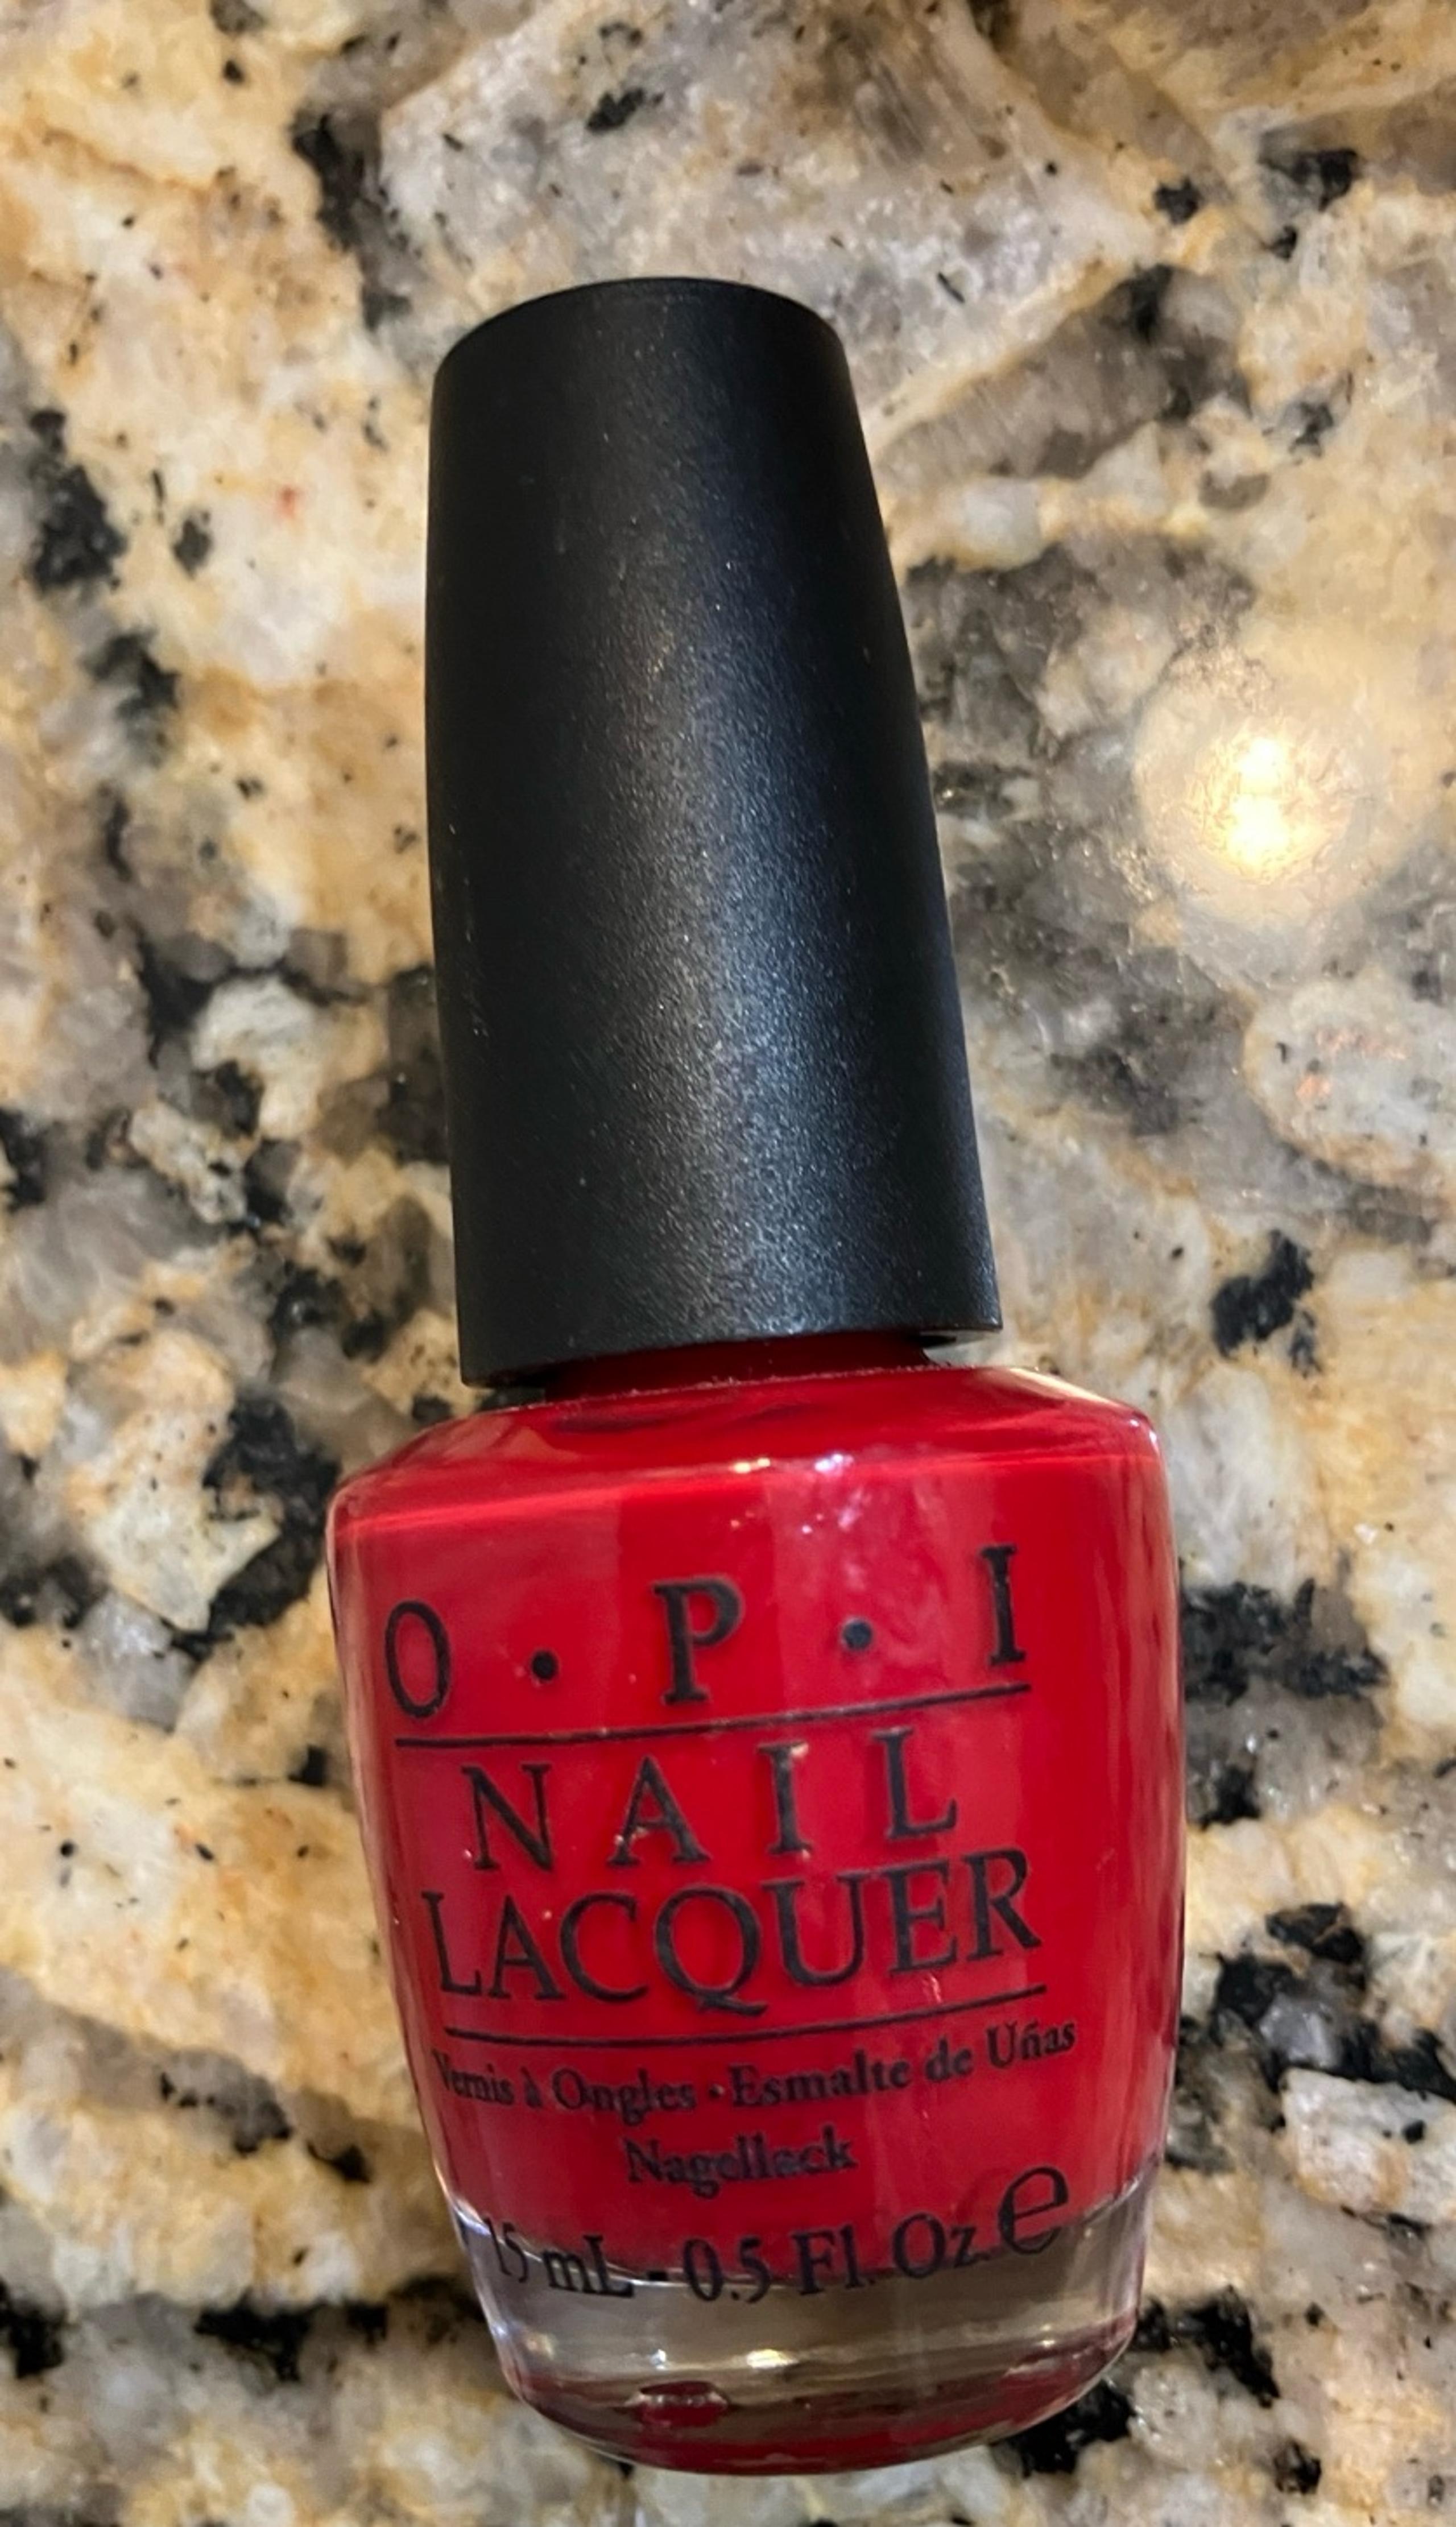 O·P·I
NAIL
LACQUER
Vernis à Ongles · Esmalte de Uñas
Nagellack
15 mL - 0.5 Fl. Oz. e